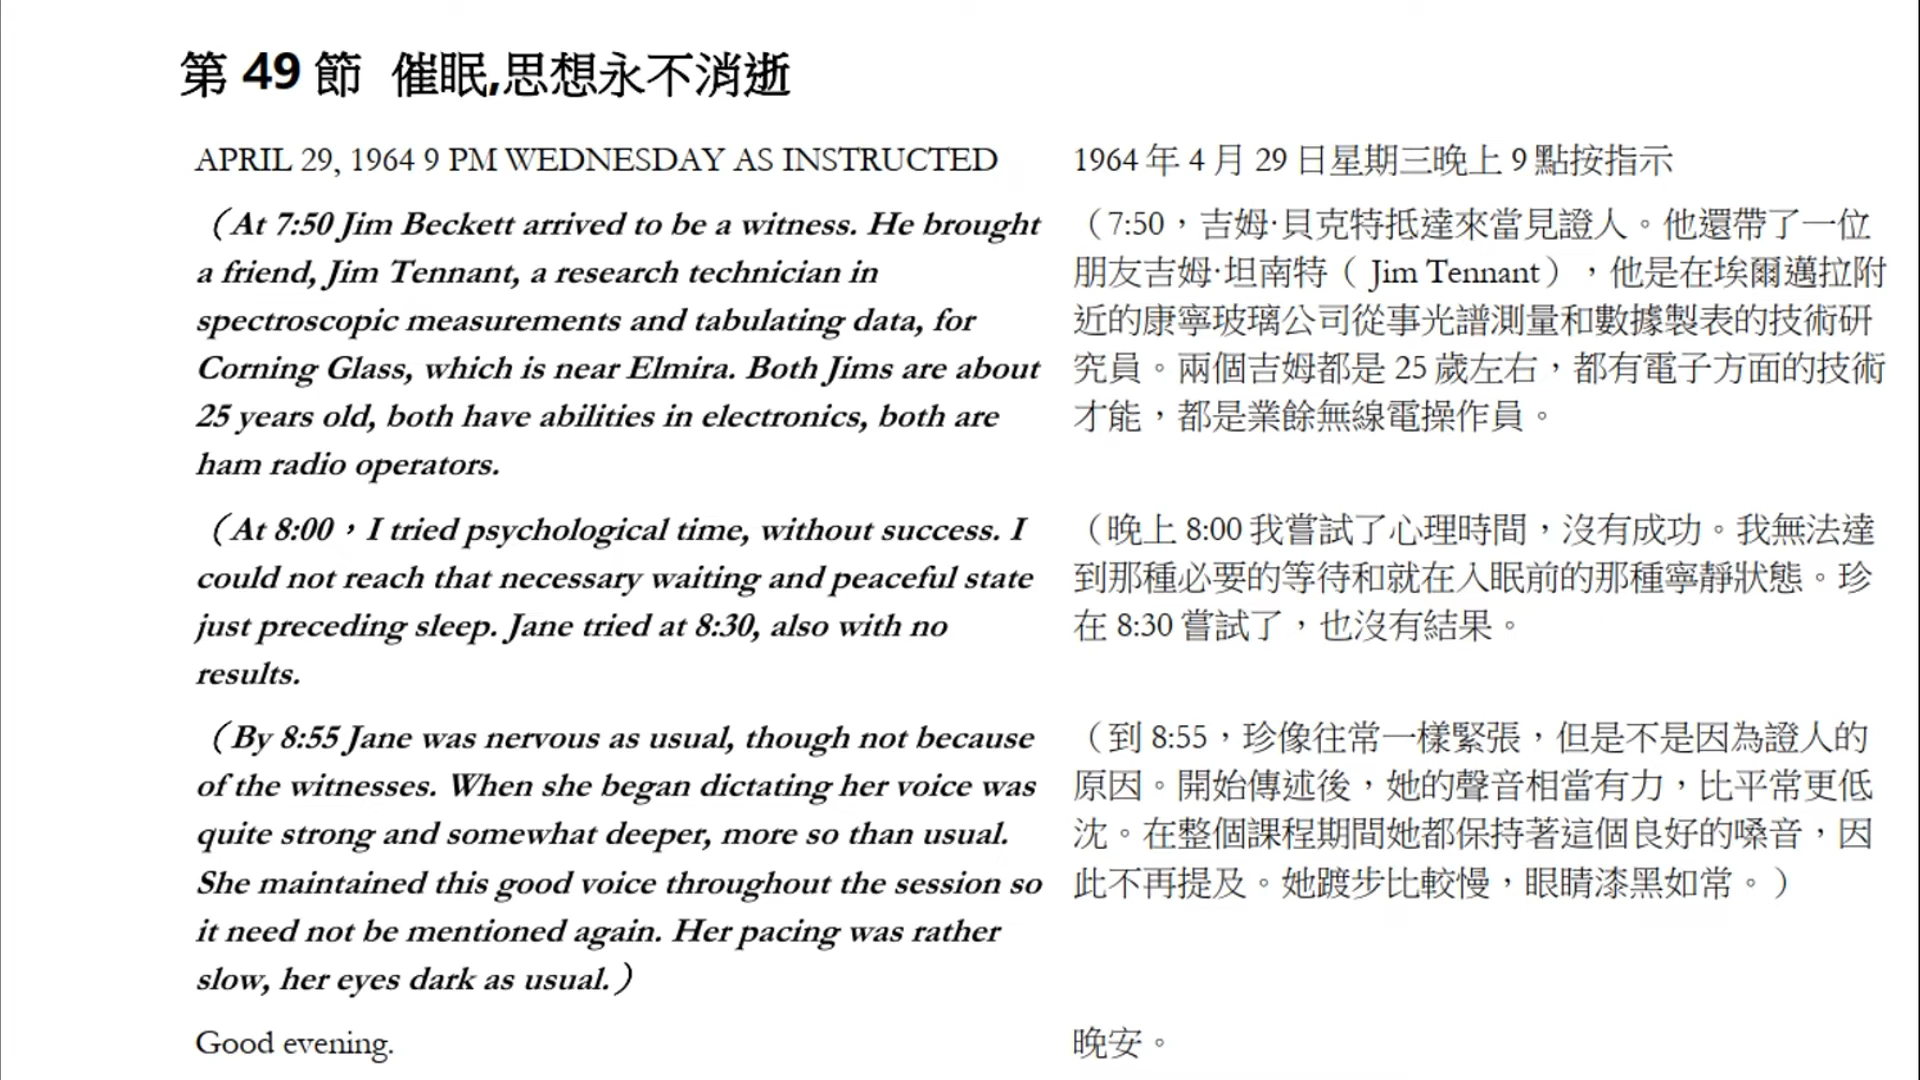 第 49 節 催眠,思想永不消逝
APRIL 29, 1964 9 PM WEDNESDAY AS INSTRUCTED
（At 7:50 Jim Beckett arrived to be a witness. He brought
a friend, Jim Tennant, a research technician in
spectroscopic measurements and tabulating data, for
Corning Glass, which is near Elmira. Both Jims are about
25 years old, both have abilities in electronics, both are
ham radio operators.
（At 8:00，I tried psychological time, without success. I
could not reach that necessary waiting and peaceful state
just preceding sleep. Jane tried at 8:30, also with no
results.
（By 8:55 Jane was nervous as usual, though not because
of the witnesses. When she began dictating her voice was
quite strong and somewhat deeper, more so than usual.
She maintained this good voice throughout the session so
it need not be mentioned again. Her pacing was rather
slow, her eyes dark as usual.）
Good evening.
1964 年 4 月 29 日星期三晚上 9 點按指示
（7:50，吉姆·貝克特抵達來當見證人。他還帶了一位
朋友吉姆·坦南特（ Jim Tennant），他是在埃爾邁拉附
近的康寧玻璃公司從事光譜測量和數據製表的技術研
究員。兩個吉姆都是 25 歲左右，都有電子方面的技術
才能，都是業餘無線電操作員。
（晚上 8:00 我嘗試了心理時間，沒有成功。我無法達
到那種必要的等待和就在入眠前的那種寧靜狀態。珍
在 8:30 嘗試了，也沒有結果。
（到 8:55，珍像往常一樣緊張，但是不是因為證人的
原因。開始傳述後，她的聲音相當有力，比平常更低
沈。在整個課程期間她都保持著這個良好的嗓音，因
此不再提及。她踱步比較慢，眼睛漆黑如常。）
晚安。